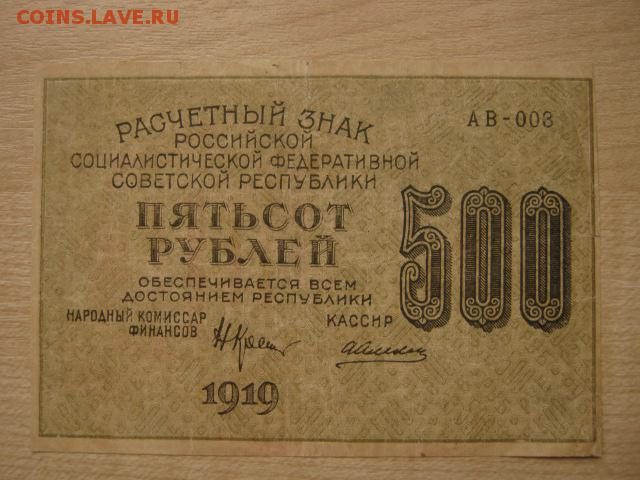 COINS.LAVE.RU
РАСЧЕТНЫЙ ЗНАК
РОССИЙСКОЙ
СОЦИАЛИСТИЧЕСКОЙ ФЕДЕРАТИВНОЙ
СОВЕТСКОЙ РЕСПУБЛИКИ
АВ-008
ПЯТЬСОТ
РУБЛЕЙ
500
ОБЕСПЕЧИВАЕТСЯ ВСЕМ
ДОСТОЯНИЕМ РЕСПУБЛИКИ
НАРОДНЫЙ КОМИССАР
ФИНАНСОВ
КАССИР
1919